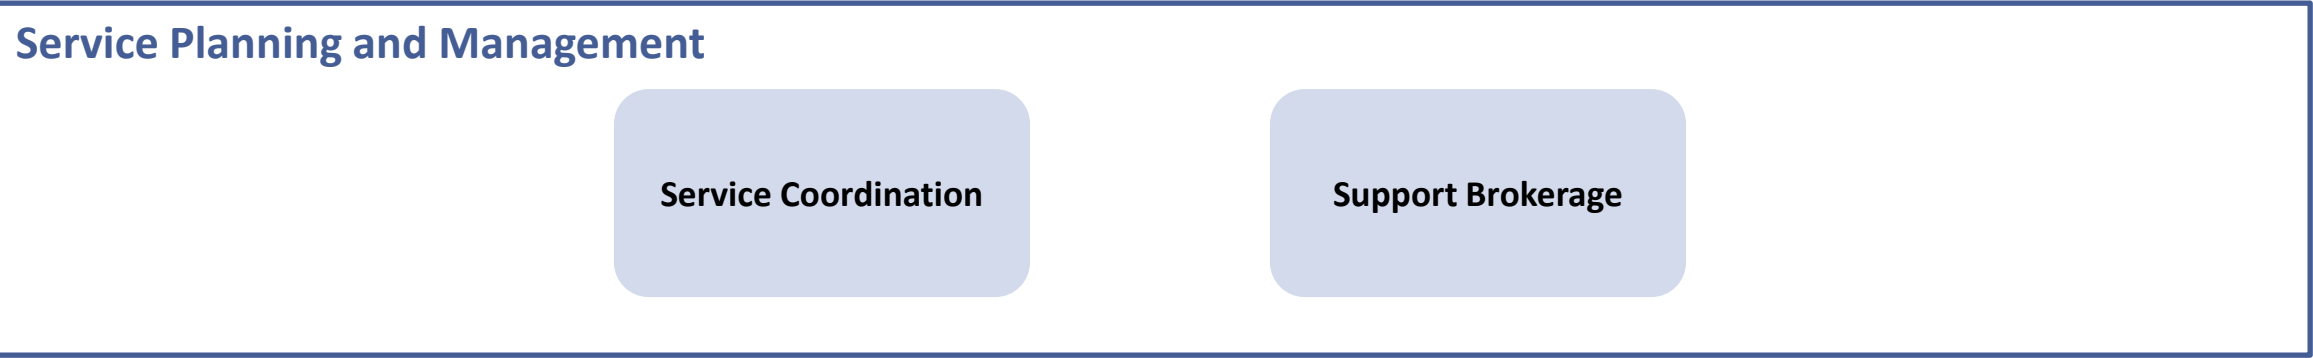 Service Planning and Management
Service Coordination
Support Brokerage